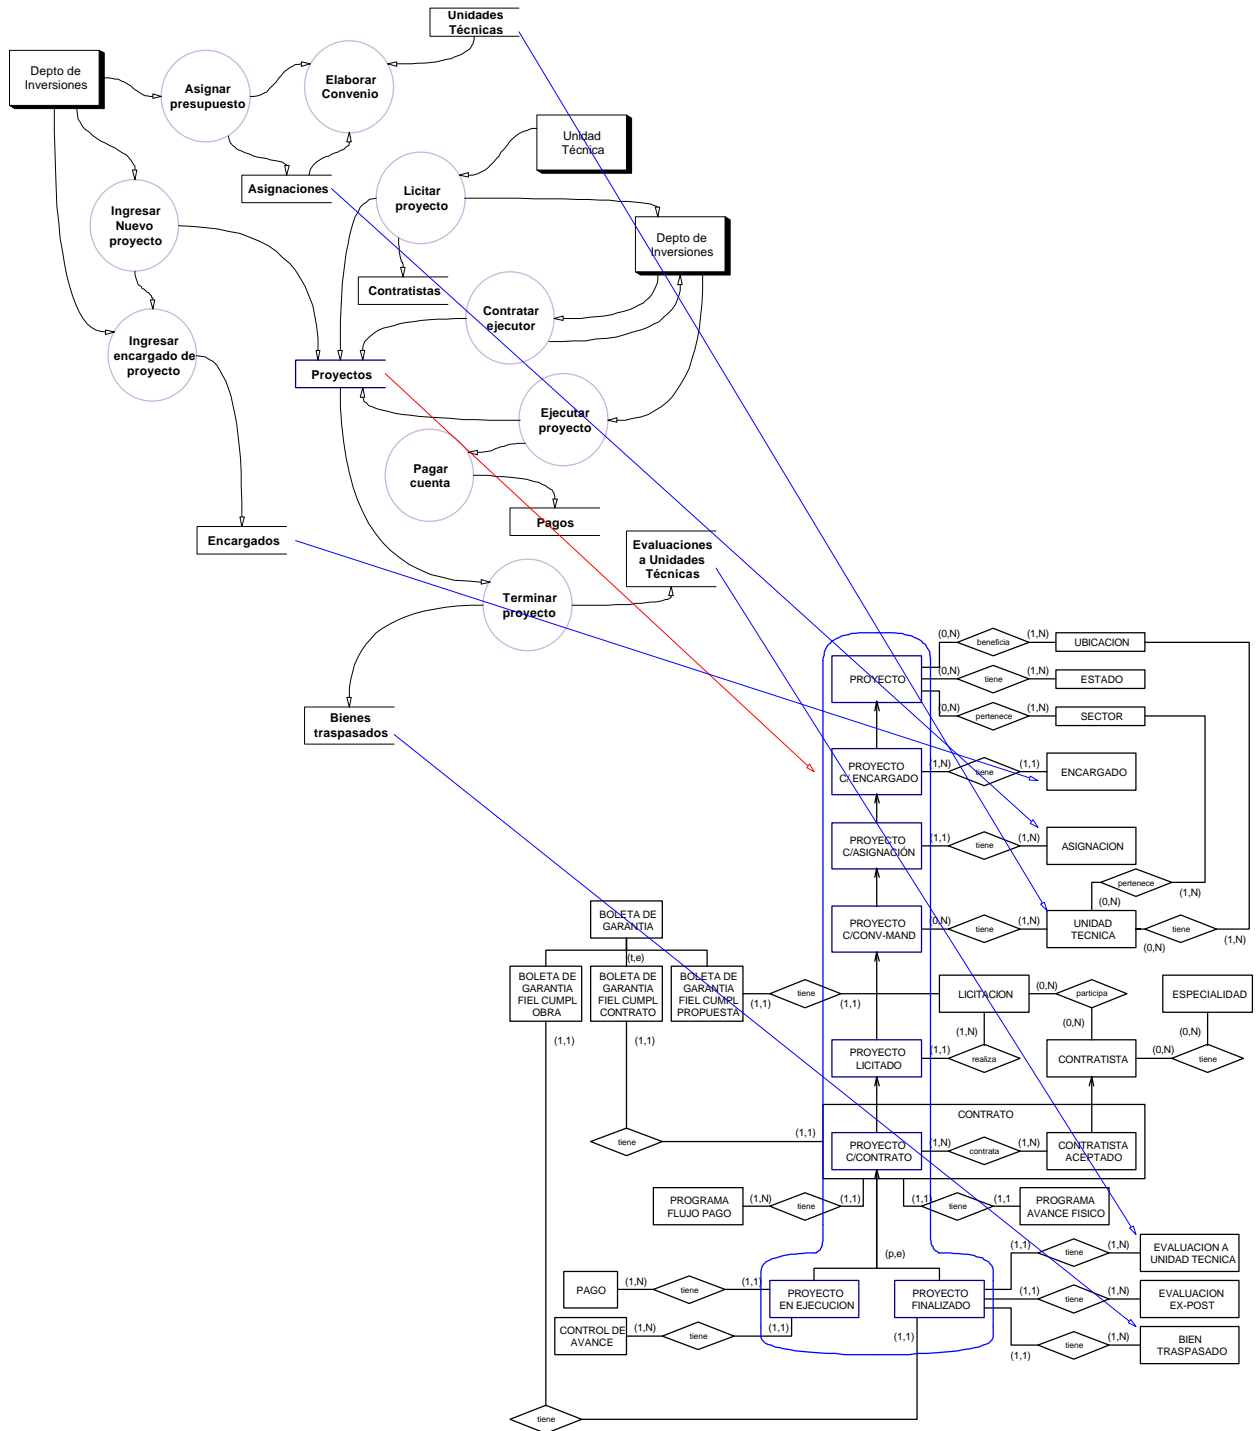 Unidades
Técnicas
Depto de
Inversiones
Asignar
presupuesto
Elaborar
Convenio
Unidad
Técnica
Asignaciones
Licitar
proyecto
Ingresar
Nuevo
proyecto
Depto de
Inversiones
Contratistas
Contratar
ejecutor
Ingresar
encargado de
proyecto
Proyectos
Ejecutar
proyecto
Pagar
cuenta
Pagos
Encargados
Evaluaciones
a Unidades
Técnicas
Terminar
proyecto
Bienes
traspasados
(0,N)
beneficia
(1,N)
UBICACION
PROYECTO
(0,N)
tiene
(1,N)
ESTADO
(0,N)
pertenece
(1,N)
SECTOR
PROYECTO
C/ ENCARGADO
(1,N)
tiene
(1,1)
ENCARGADO
PROYECTO
C/ASIGNACIÓN
(1,1)
tiene
(1,N)
ASIGNACION
pertenece
(1,N)
(0,N)
PROYECTO
C/CONV-MAND
(0,N)
tiene
(1,N)
UNIDAD
TECNICA
tiene
(0,N)
(1,N)
BOLETA DE
GARANTIA
(t,e)
BOLETA DE
GARANTIA
FIEL CUMPL
OBRA
BOLETA DE
GARANTIA
FIEL CUMPL
CONTRATO
BOLETA DE
GARANTIA
FIEL CUMPL
PROPUESTA
(1,1)
tiene
(1,1)
LICITACION
(0,N)
participa
ESPECIALIDAD
(1,1)
(1,1)
(1,N)
(0,N)
(0,N)
PROYECTO
LICITADO
(1,1)
realiza
CONTRATISTA
(0,N)
tiene
CONTRATO
tiene
(1,1)
PROYECTO
C/CONTRATO
(1,N)
contrata
(1,N)
CONTRATISTA
ACEPTADO
PROGRAMA
FLUJO PAGO
(1,N)
tiene
(1,1)
(1,1)
tiene
(1,1
PROGRAMA
AVANCE FISICO
(p,e)
(1,1)
tiene
(1,N)
EVALUACION A
UNIDAD TECNICA
PAGO
(1,N)
tiene
(1,1)
PROYECTO
EN EJECUCION
PROYECTO
FINALIZADO
(1,1)
tiene
(1,N)
EVALUACION
EX-POST
CONTROL DE
AVANCE
(1,N)
tiene
(1,1)
(1,1)
(1,1)
tiene
(1,N)
BIEN
TRASPASADO
tiene